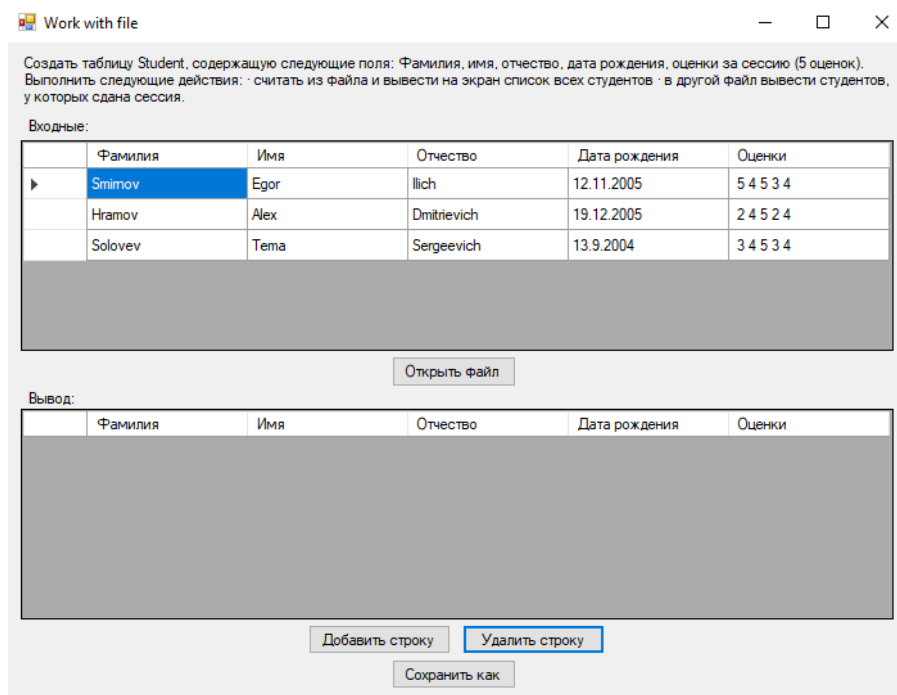 Work with file
Создать таблицу Student, содержащую следующие поля: Фамилия, имя, отчество, дата рождения, оценки за сессию (5 оценок).
Выполнить следующие действия: · считать из файла и вывести на экран список всех студентов · в другой файл вывести студентов,
у которых сдана сессия.
Входные:
Фамилия Имя Отчество Дата рождения Оценки
Smirnov Egor Ilich 12.11.2005 5 4 5 3 4
Hramov Alex Dmitrievich 19.12.2005 2 4 5 2 4
Solovev Tema Sergeevich 13.9.2004 3 4 5 3 4
Открыть файл
Вывод:
Фамилия Имя Отчество Дата рождения Оценки
Добавить строку Удалить строку
Сохранить как